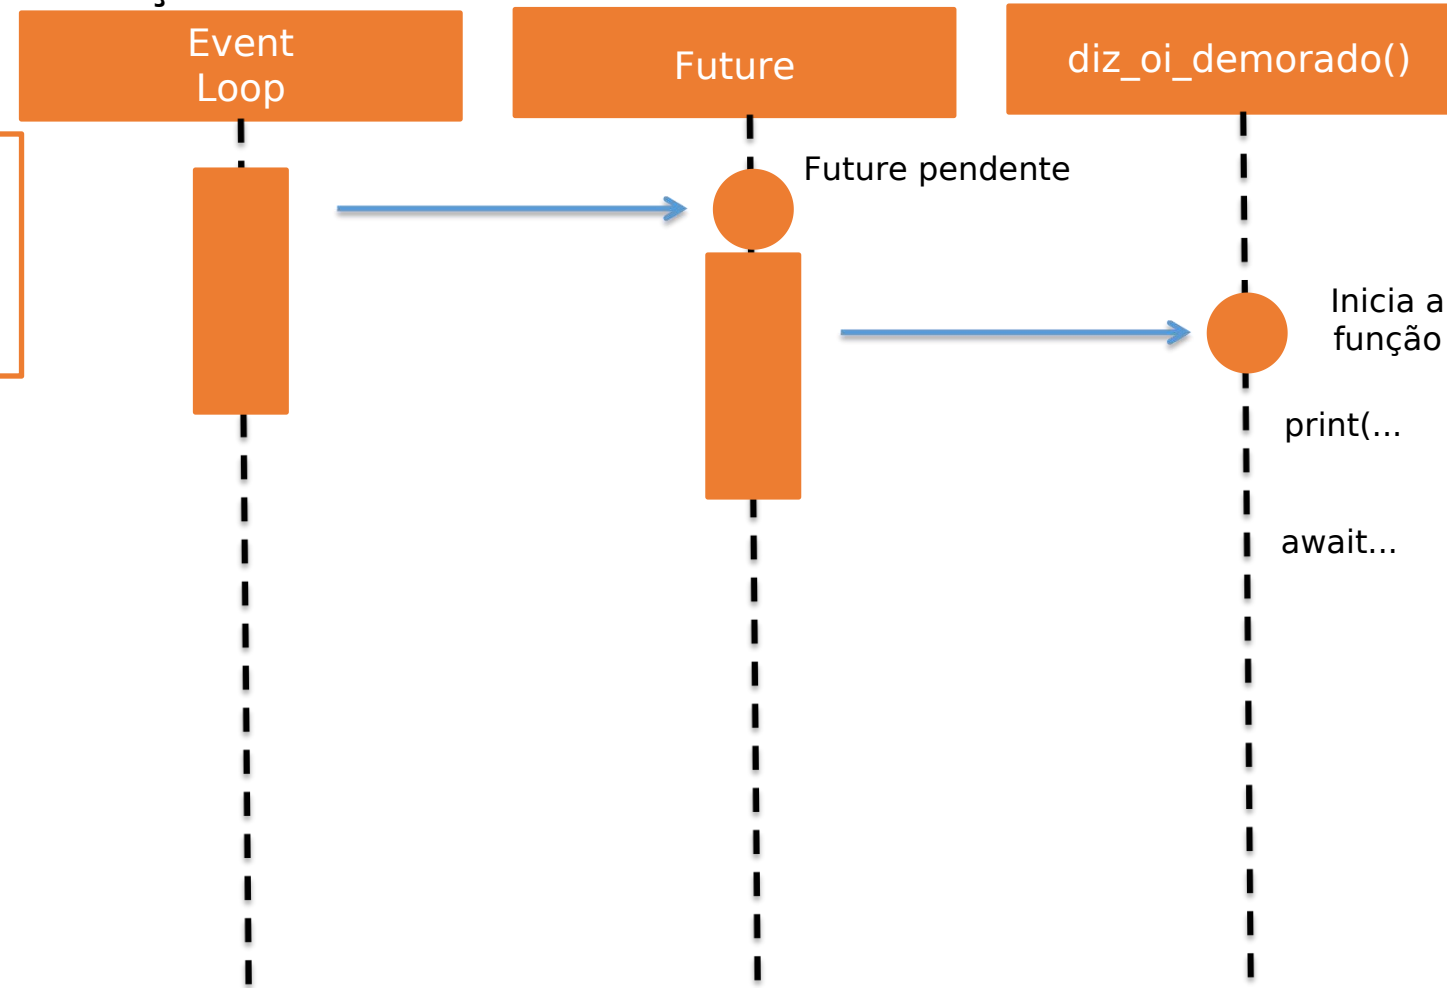 Event
Loop
Future
diz_oi_demorado()
Future pendente
Inicia a
função
print(...
await...